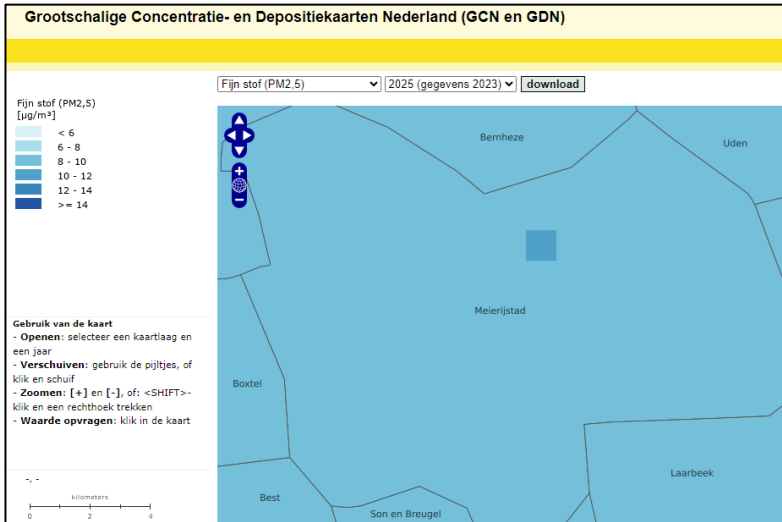 Grootschalige Concentratie- en Depositiekaarten Nederland (GCN en GDN)
Fijn stof (PM2,5) 2025 (gegevens 2023) download
Fijn stof (PM2,5)
[µg/m³]
< 6
6 - 8
8 - 10
10 - 12
12 - 14
>= 14
Bernheze
Uden
Meierijstad
Boxtel
Laarbeek
Best
Son en Breugel
Gebruik van de kaart
- Openen: selecteer een kaartlaag en
een jaar
- Verschuiven: gebruik de pijltjes, of
klik en schuif
- Zoomen: [+] en [-], of: <SHIFT>-
klik en een rechthoek trekken
- Waarde opvragen: klik in de kaart
-, -
kilometers
0 2 4